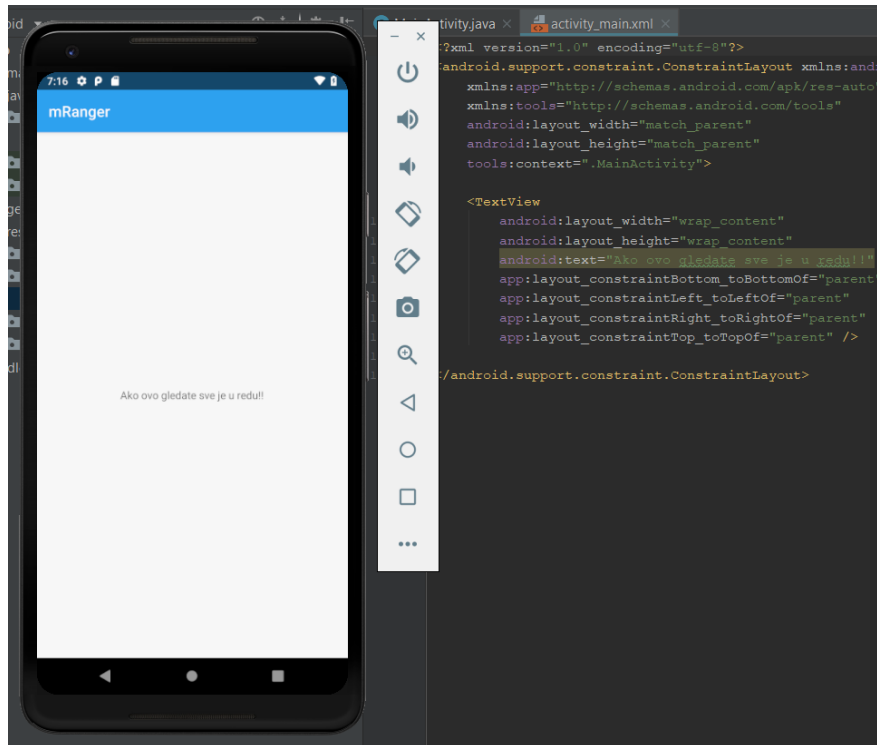 oid
7:16
mRanger
Ako ovo gledate sve je u redu!!
tivity.java
activity_main.xml
?xml version="1.0" encoding="utf-8"?>
android.support.constraint.ConstraintLayout xmlns:and
xmlns:app="http://schemas.android.com/apk/res-auto"
xmlns:tools="http://schemas.android.com/tools"
android:layout_width="match_parent"
android:layout_height="match_parent"
tools:context=".MainActivity">
<TextView
android:layout_width="wrap_content"
android:layout_height="wrap_content"
android:text="Ako ovo gledate sve je u redu!!"
app:layout_constraintBottom_toBottomOf="parent"
app:layout_constraintLeft_toLeftOf="parent"
app:layout_constraintRight_toRightOf="parent"
app:layout_constraintTop_toTopOf="parent" />
/android.support.constraint.ConstraintLayout>